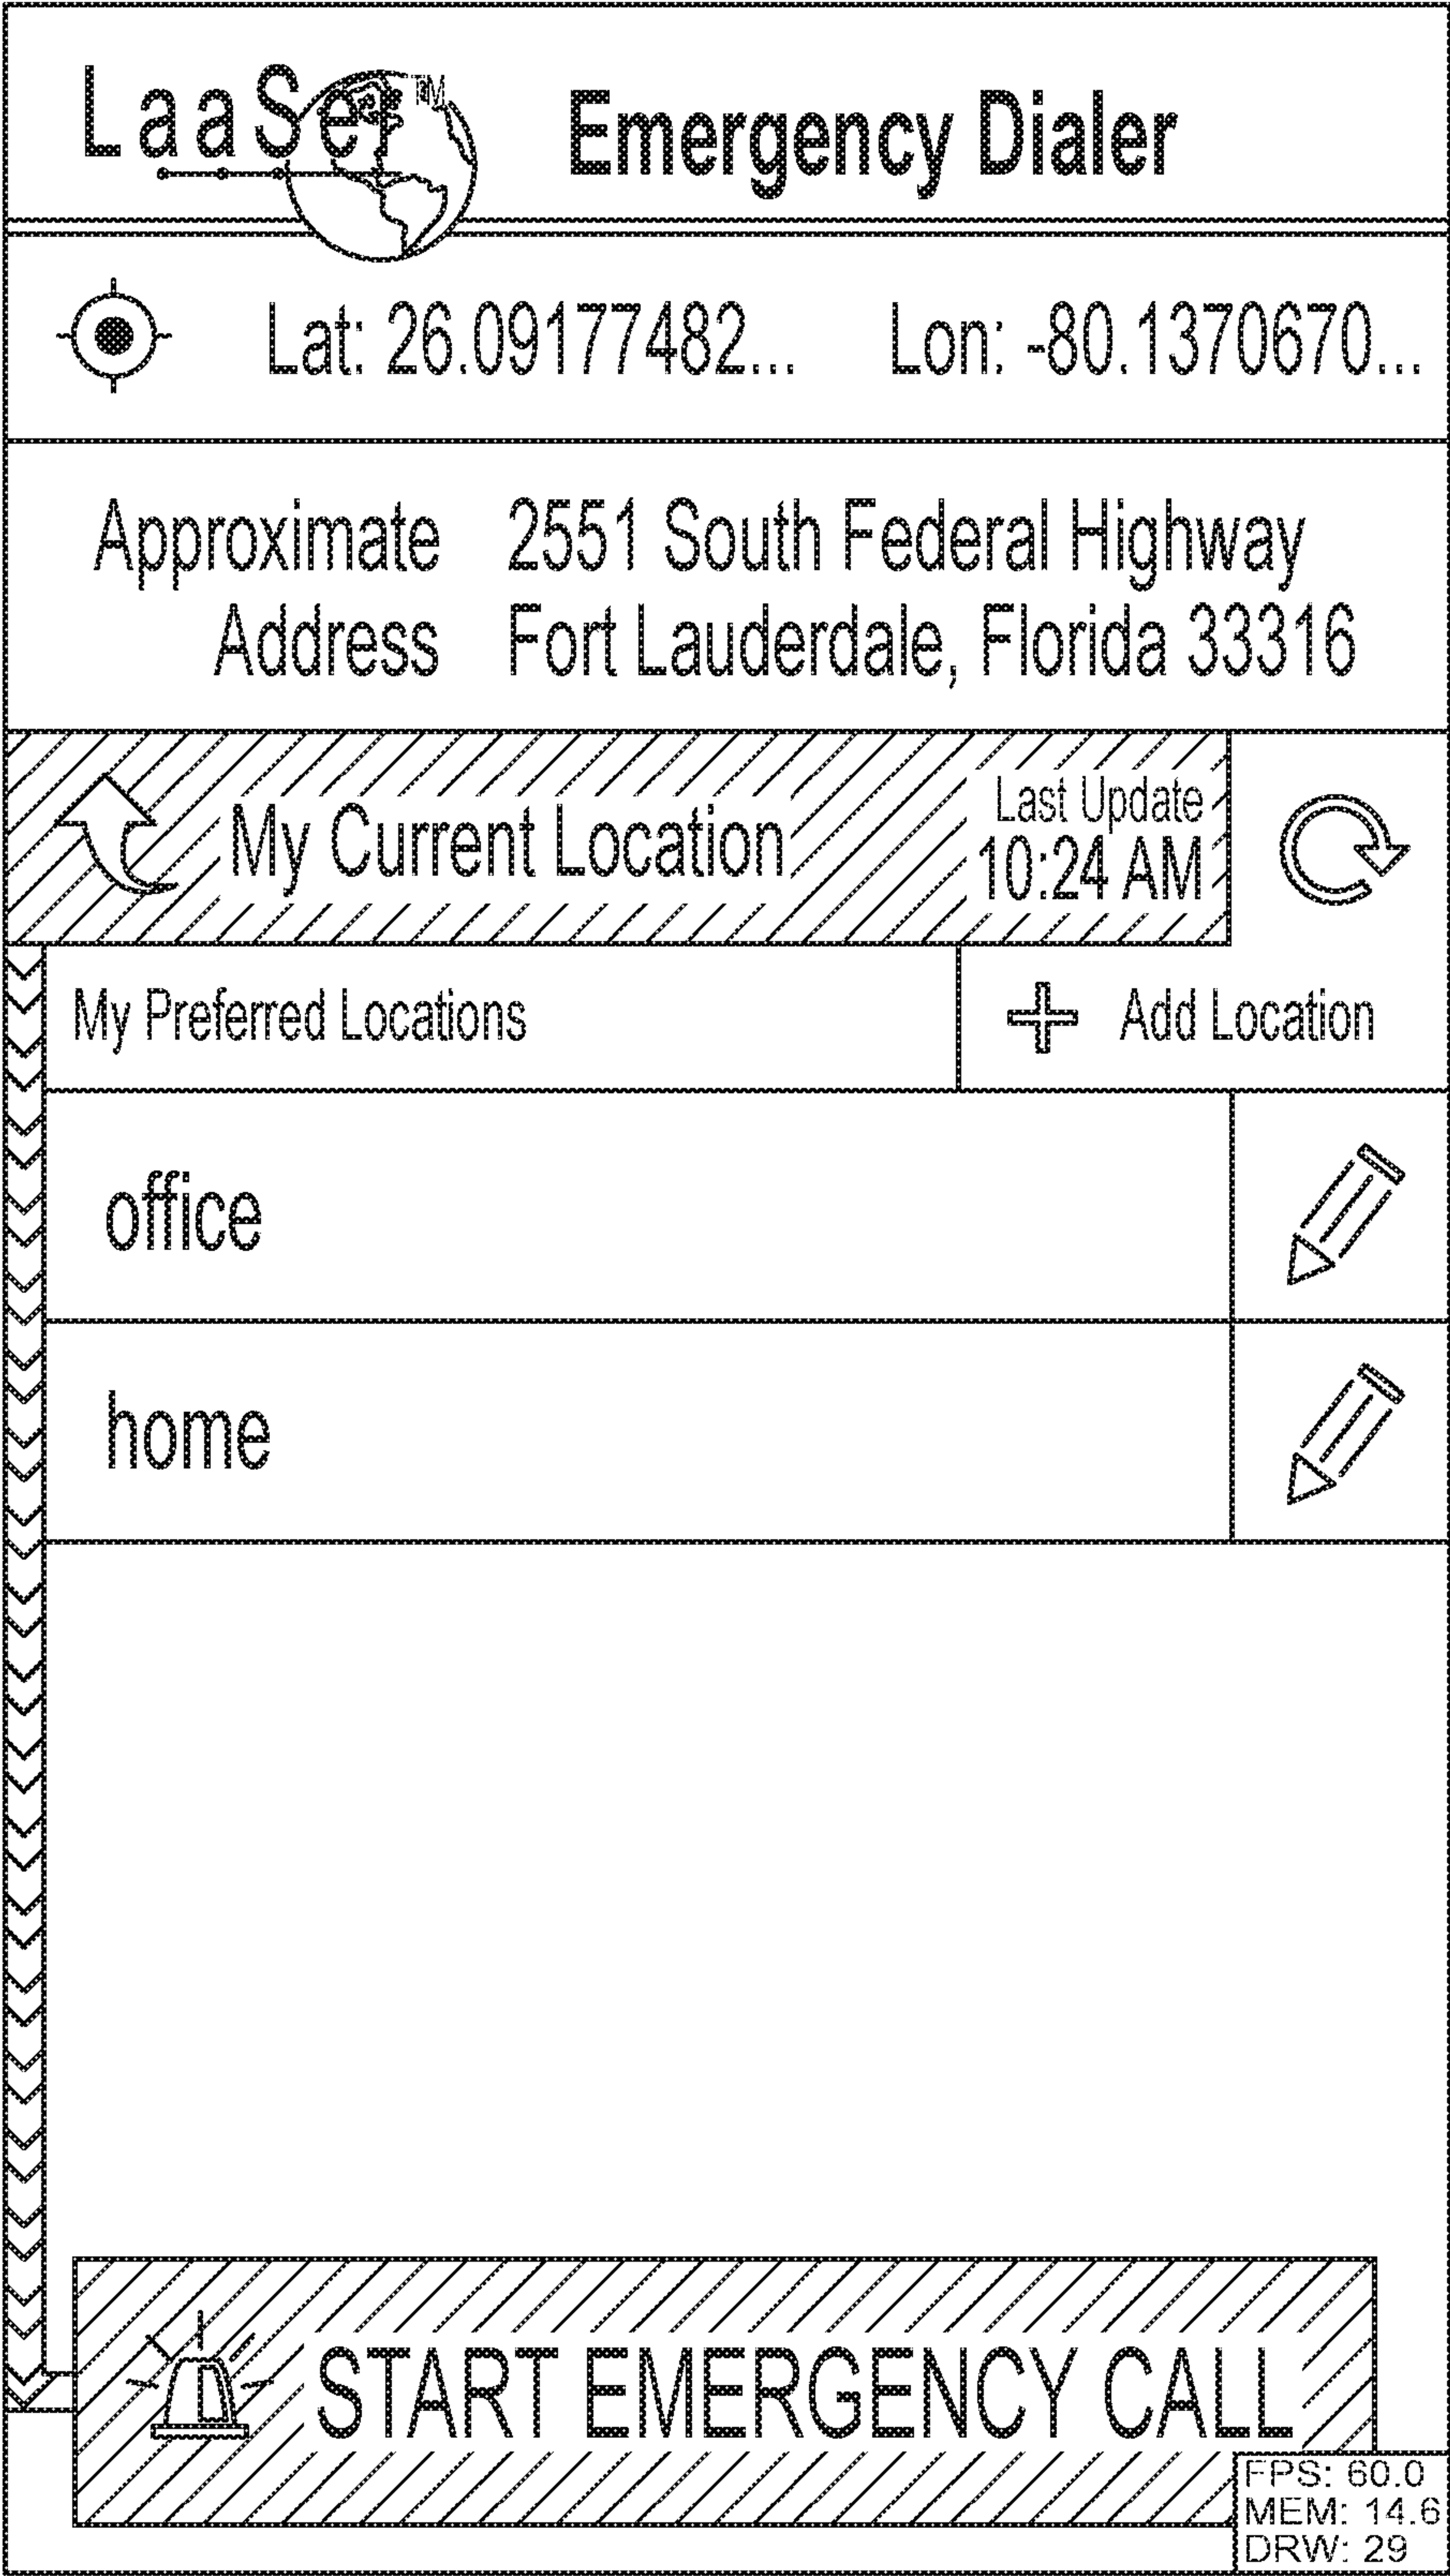 LaaSer™ Emergency Dialer
Lat: 26.09177482... Lon: -80.1370670...
Approximate 2551 South Federal Highway
Address Fort Lauderdale, Florida 33316
My Current Location
Last Update
10:24 AM
My Preferred Locations
Add Location
office
home
START EMERGENCY CALL
FPS: 60.0
MEM: 14.6
DRW: 29